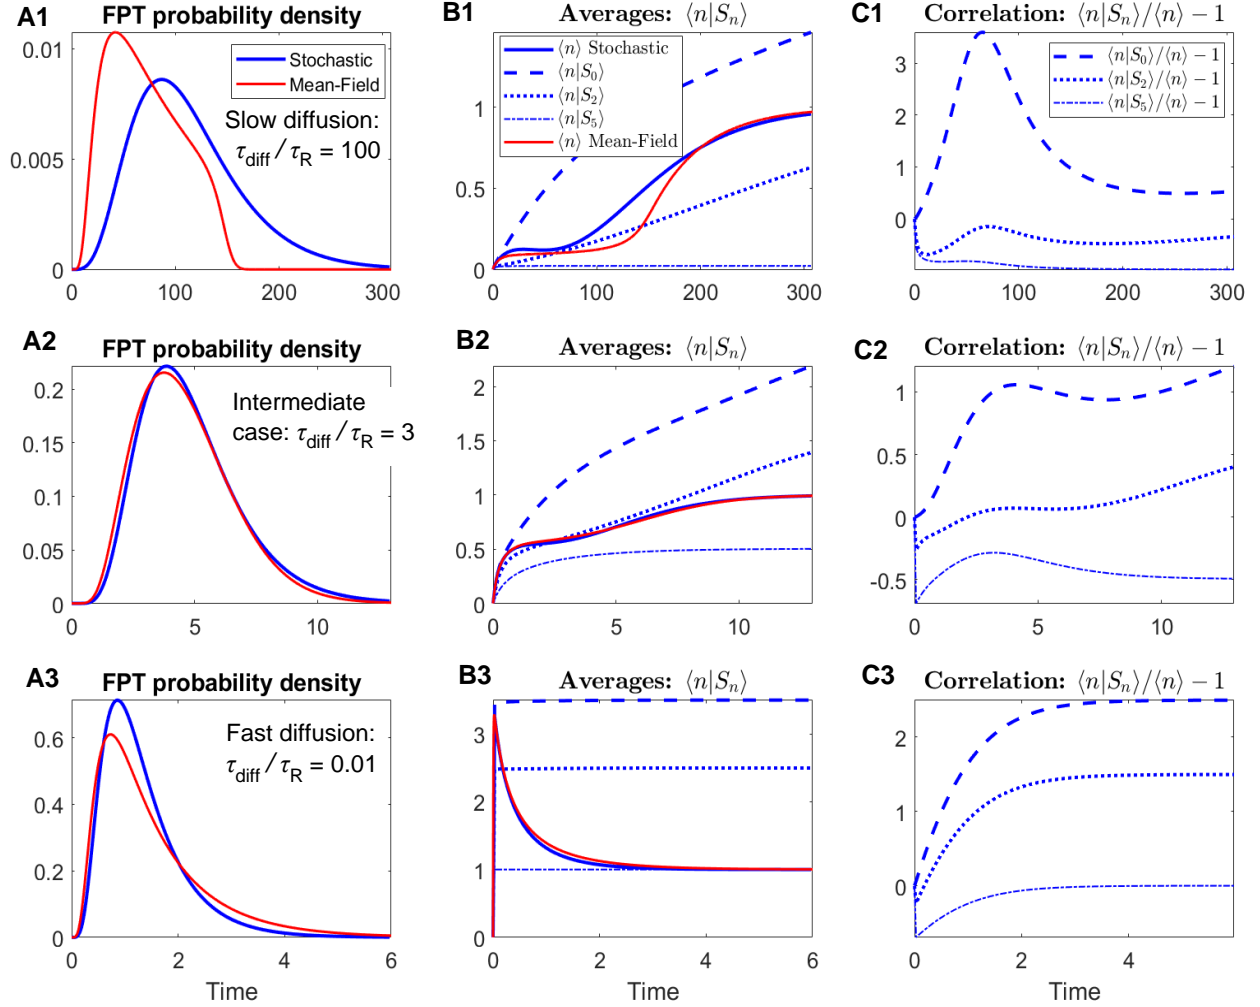 A1 FPT probability density
0.01
0.005
0
0 100 200 300
Stochastic
Mean-Field
Slow diffusion:
τdiff / τR = 100
B1 Averages: ⟨n|Sn⟩
1
0.5
0
0 100 200 300
⟨n⟩ Stochastic
⟨n|S0⟩
⟨n|S2⟩
⟨n|S5⟩
⟨n⟩ Mean-Field
C1 Correlation: ⟨n|Sn⟩/⟨n⟩ − 1
3
2
1
0
0 100 200 300
⟨n|S0⟩/⟨n⟩ − 1
⟨n|S2⟩/⟨n⟩ − 1
⟨n|S5⟩/⟨n⟩ − 1
A2 FPT probability density
0.2
0.15
0.1
0.05
0
0 5 10
Intermediate
case: τdiff / τR = 3
B2 Averages: ⟨n|Sn⟩
2
1.5
1
0.5
0
0 5 10
C2 Correlation: ⟨n|Sn⟩/⟨n⟩ − 1
1
0.5
0
-0.5
0 5 10
A3 FPT probability density
0.6
0.4
0.2
0
0 2 4 6
Time
Fast diffusion:
τdiff / τR = 0.01
B3 Averages: ⟨n|Sn⟩
3
2
1
0
0 2 4 6
Time
C3 Correlation: ⟨n|Sn⟩/⟨n⟩ − 1
2
1
0
0 2 4
Time